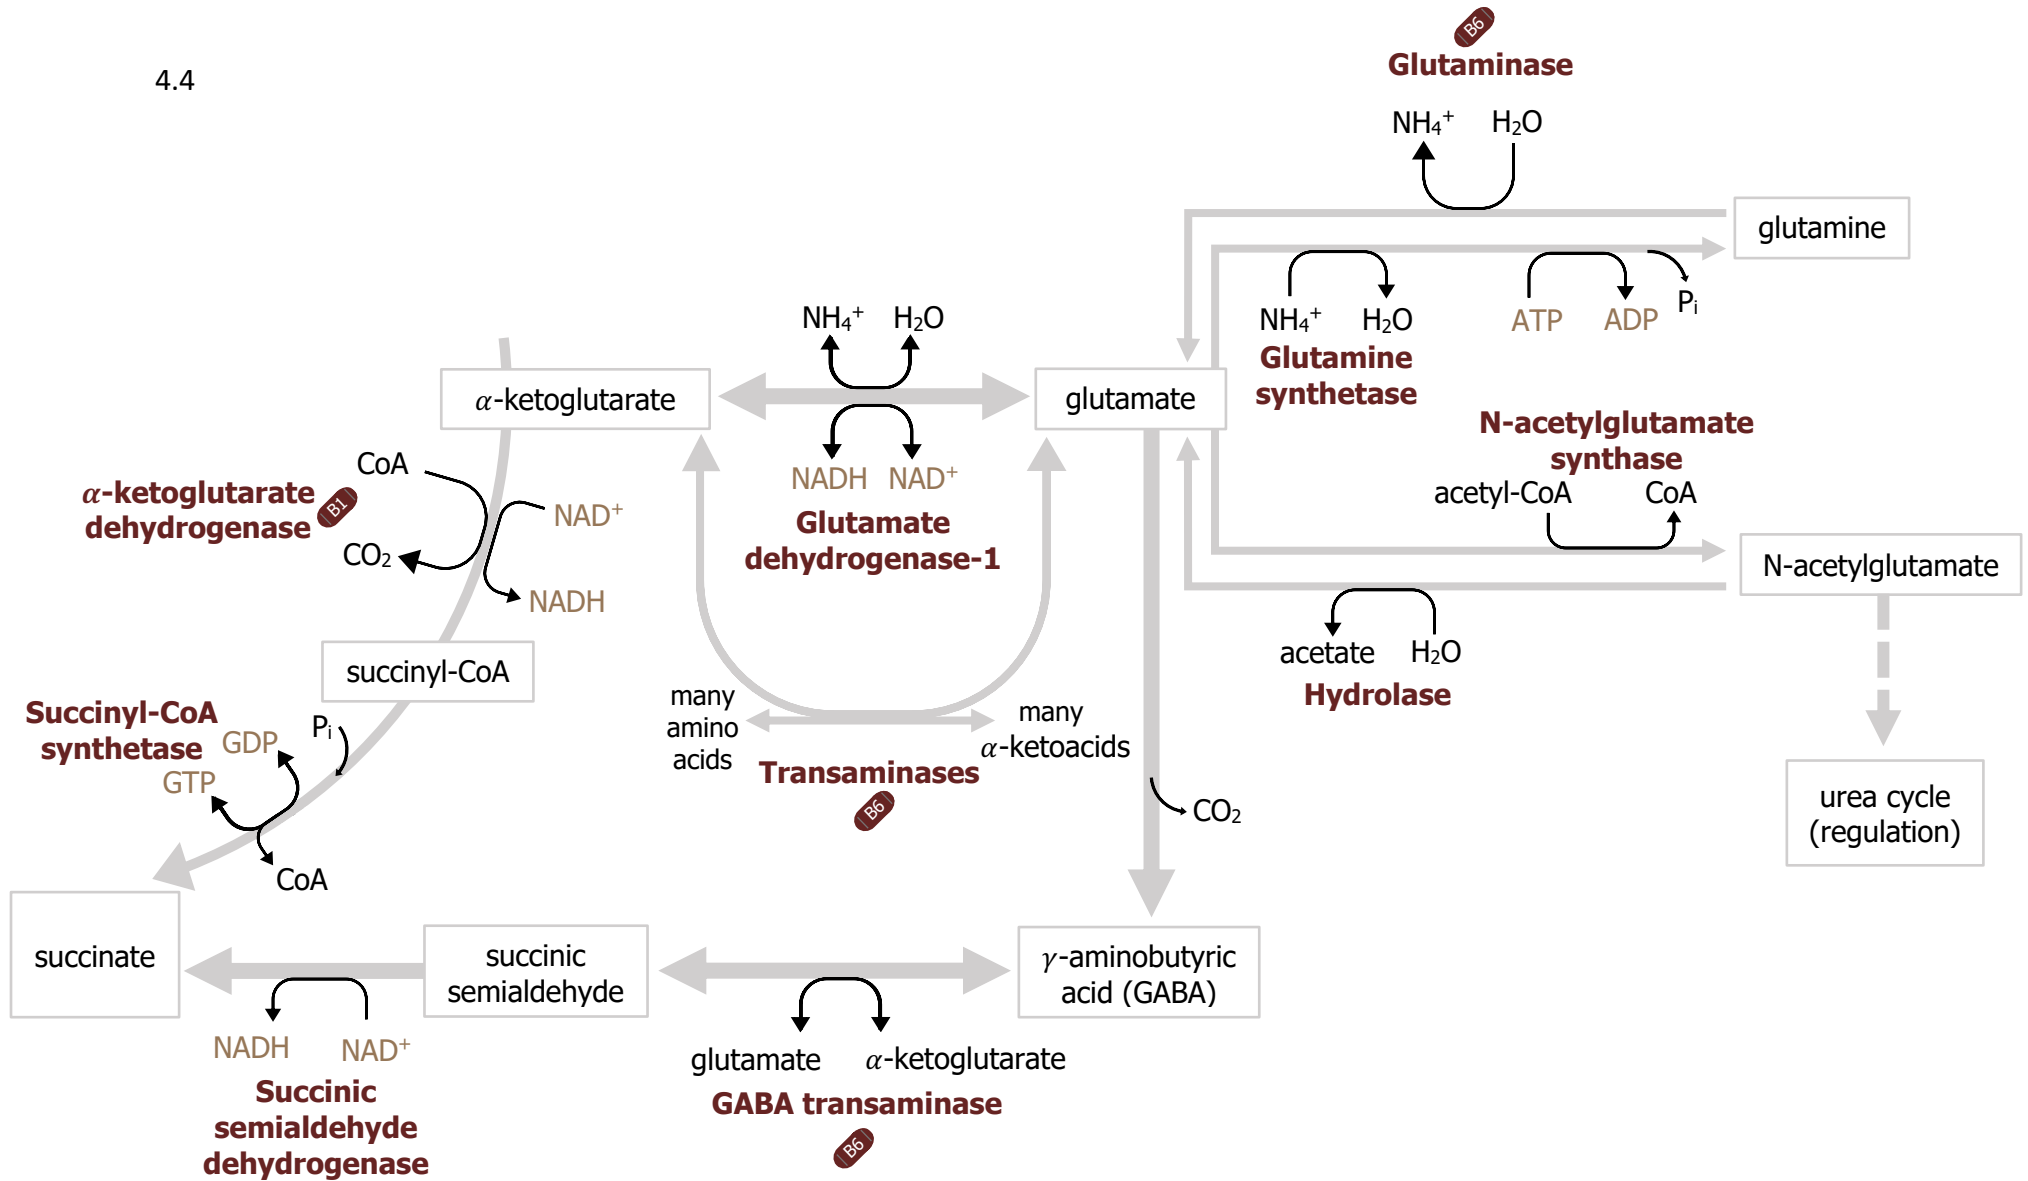 4.4
B6
Glutaminase
NH₄⁺ H₂O
glutamine
NH₄⁺ H₂O
ATP ADP Pᵢ
Glutamine
synthetase
NH₄⁺ H₂O
α-ketoglutarate
glutamate
NADH NAD⁺
Glutamate
dehydrogenase-1
N-acetylglutamate
synthase
acetyl-CoA CoA
N-acetylglutamate
acetate H₂O
Hydrolase
urea cycle
(regulation)
CoA
α-ketoglutarate
dehydrogenase
B1
NAD⁺
CO₂
NADH
succinyl-CoA
Succinyl-CoA
synthetase
GDP
Pᵢ
GTP
CoA
many
amino
acids
many
α-ketoacids
Transaminases
B6
CO₂
succinate
succinic
semialdehyde
γ-aminobutyric
acid (GABA)
NADH NAD⁺
Succinic
semialdehyde
dehydrogenase
glutamate α-ketoglutarate
GABA transaminase
B6